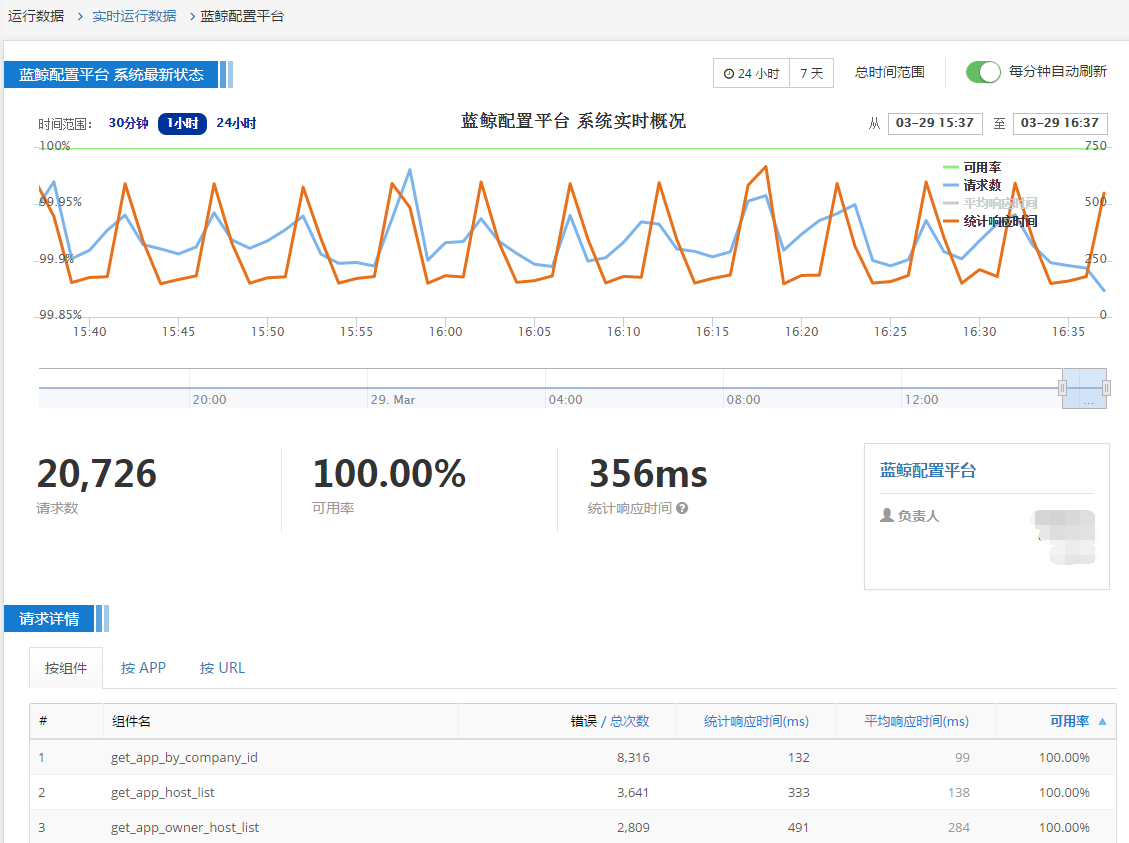 运行数据 > 实时运行数据 > 蓝鲸配置平台
蓝鲸配置平台 系统最新状态
24 小时 7 天 总时间范围 每分钟自动刷新
时间范围: 30分钟 1小时 24小时 蓝鲸配置平台 系统实时概况 从 03-29 15:37 至 03-29 16:37
100% 750
可用率
请求数
99.95% 平均响应时间 500
统计响应时间
99.9% 250
99.85% 0
15:40 15:45 15:50 15:55 16:00 16:05 16:10 16:15 16:20 16:25 16:30 16:35
20:00 29. Mar 04:00 08:00 12:00 ...
20,726 100.00% 356ms 蓝鲸配置平台
请求数 可用率 统计响应时间 ? 负责人
请求详情
按组件 按 APP 按 URL
# 组件名 错误 / 总次数 统计响应时间(ms) 平均响应时间(ms) 可用率
1 get_app_by_company_id 8,316 132 99 100.00%
2 get_app_host_list 3,641 333 138 100.00%
3 get_app_owner_host_list 2,809 491 284 100.00%